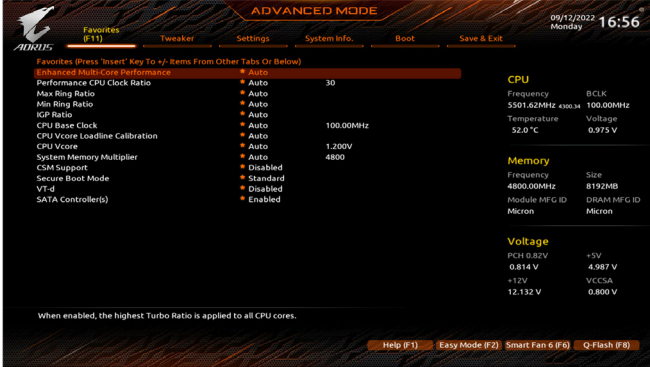 ADVANCED MODE
AORUS
Favorites
(F11)
Tweaker
Settings
System Info.
Boot
Save & Exit
09/12/2022
Monday
16:56
Favorites (Press 'Insert' Key To +/- Items From Other Tabs Or Below)
Enhanced Multi-Core Performance * Auto
Performance CPU Clock Ratio * Auto 30
Max Ring Ratio * Auto
Min Ring Ratio * Auto
IGP Ratio * Auto
CPU Base Clock * Auto 100.00MHz
CPU Vcore Loadline Calibration * Auto
CPU Vcore * Auto 1.200V
System Memory Multiplier * Auto 4800
CSM Support * Disabled
Secure Boot Mode * Standard
VT-d * Disabled
SATA Controller(s) * Enabled
CPU
Frequency BCLK
5501.62MHz 4300.34 100.00MHz
Temperature Voltage
52.0 °C 0.975 V
Memory
Frequency Size
4800.00MHz 8192MB
Module MFG ID DRAM MFG ID
Micron Micron
Voltage
PCH 0.82V +5V
0.814 V 4.987 V
+12V VCCSA
12.132 V 0.800 V
When enabled, the highest Turbo Ratio is applied to all CPU cores.
Help (F1) Easy Mode (F2) Smart Fan 6 (F6) Q-Flash (F8)